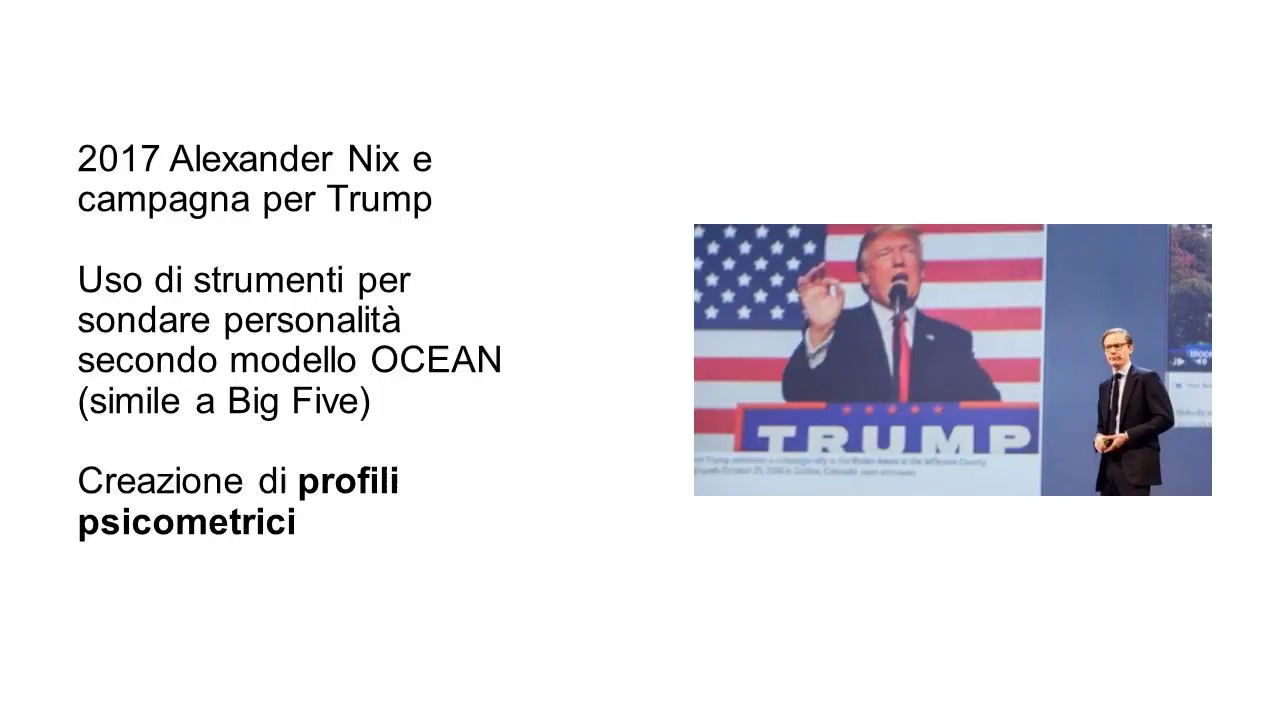 2017 Alexander Nix e
campagna per Trump
Uso di strumenti per
sondare personalità
secondo modello OCEAN
(simile a Big Five)
Creazione di profili
psicometrici
TRUMP